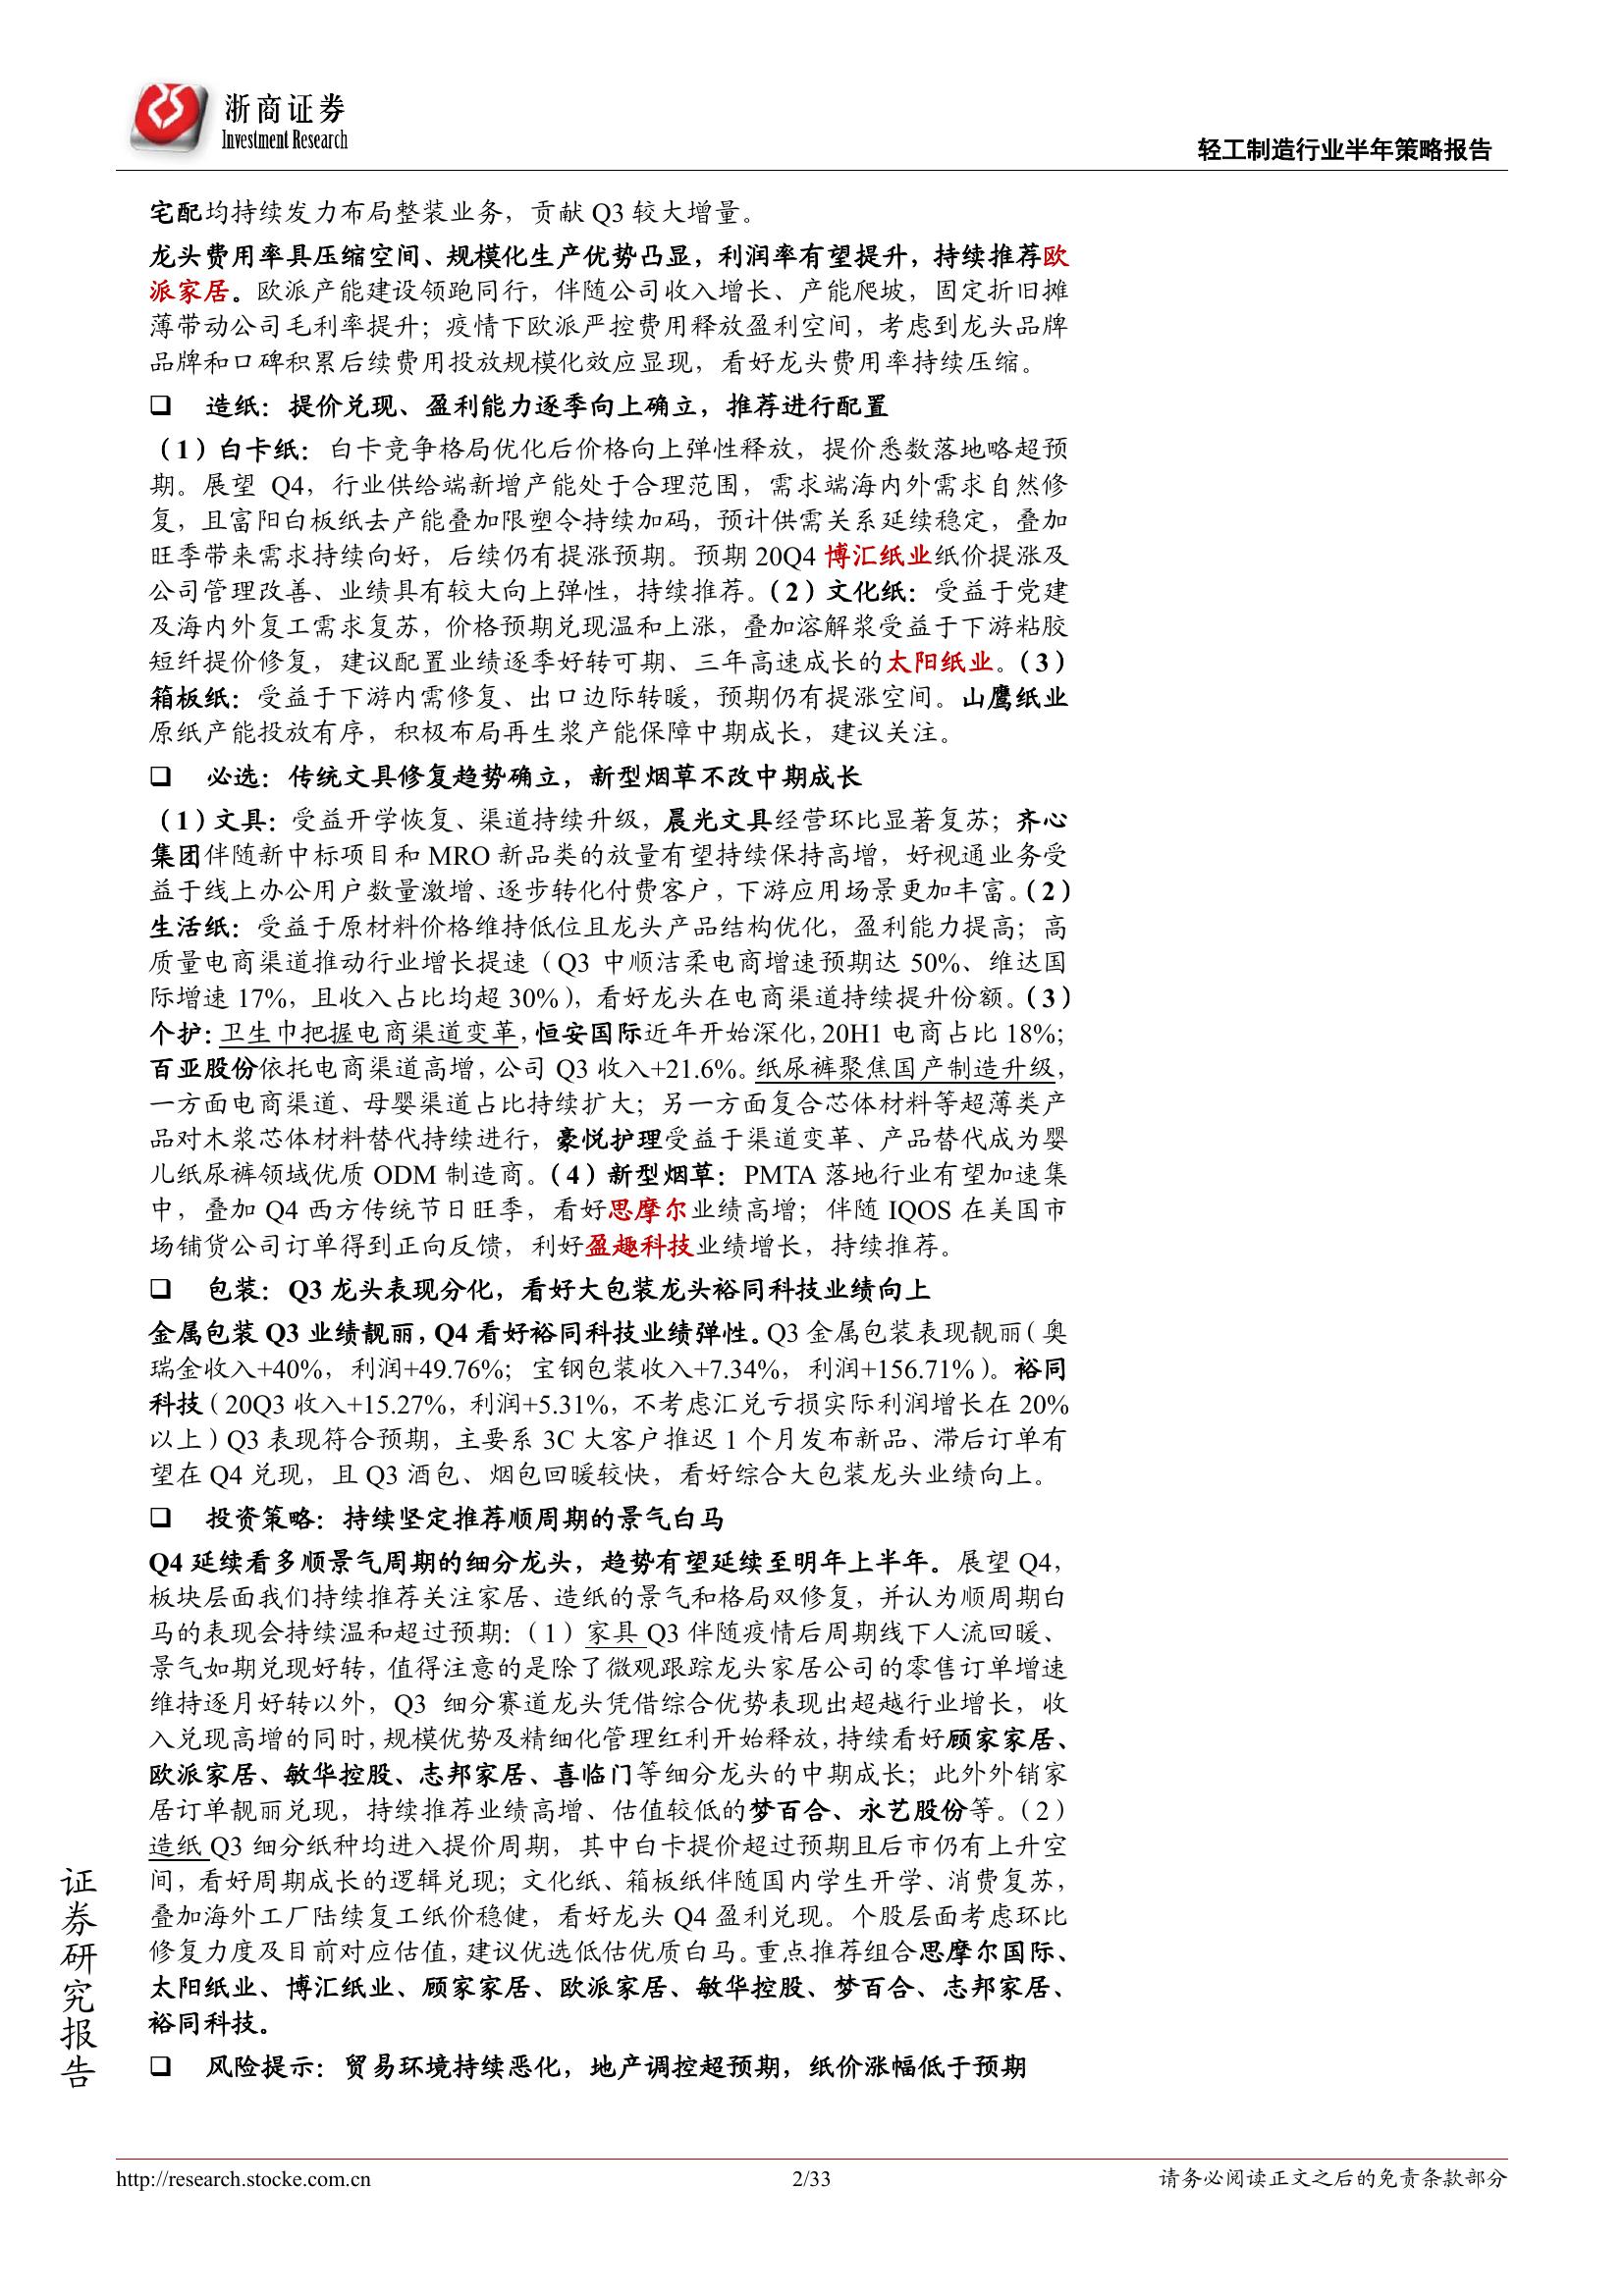 浙商证券
Investment Research
轻工制造行业半年策略报告
宅配均持续发力布局整装业务，贡献 Q3 较大增量。
龙头费用率具压缩空间、规模化生产优势凸显，利润率有望提升，持续推荐欧
派家居。欧派产能建设领跑同行，伴随公司收入增长、产能爬坡，固定折旧摊
薄带动公司毛利率提升；疫情下欧派严控费用释放盈利空间，考虑到龙头品牌
品牌和口碑积累后续费用投放规模化效应显现，看好龙头费用率持续压缩。
❑ 造纸：提价兑现、盈利能力逐季向上确立，推荐进行配置
（1）白卡纸：白卡竞争格局优化后价格向上弹性释放，提价悉数落地略超预
期。展望 Q4，行业供给端新增产能处于合理范围，需求端海内外需求自然修
复，且富阳白板纸去产能叠加限塑令持续加码，预计供需关系延续稳定，叠加
旺季带来需求持续向好，后续仍有提涨预期。预期 20Q4 博汇纸业纸价提涨及
公司管理改善、业绩具有较大向上弹性，持续推荐。（2）文化纸：受益于党建
及海内外复工需求复苏，价格预期兑现温和上涨，叠加溶解浆受益于下游粘胶
短纤提价修复，建议配置业绩逐季好转可期、三年高速成长的太阳纸业。（3）
箱板纸：受益于下游内需修复、出口边际转暖，预期仍有提涨空间。山鹰纸业
原纸产能投放有序，积极布局再生浆产能保障中期成长，建议关注。
❑ 必选：传统文具修复趋势确立，新型烟草不改中期成长
（1）文具：受益开学恢复、渠道持续升级，晨光文具经营环比显著复苏；齐心
集团伴随新中标项目和 MRO 新品类的放量有望持续保持高增，好视通业务受
益于线上办公用户数量激增、逐步转化付费客户，下游应用场景更加丰富。（2）
生活纸：受益于原材料价格维持低位且龙头产品结构优化，盈利能力提高；高
质量电商渠道推动行业增长提速（Q3 中顺洁柔电商增速预期达 50%、维达国
际增速 17%，且收入占比均超 30%），看好龙头在电商渠道持续提升份额。（3）
个护：卫生巾把握电商渠道变革，恒安国际近年开始深化，20H1 电商占比 18%；
百亚股份依托电商渠道高增，公司 Q3 收入+21.6%。纸尿裤聚焦国产制造升级，
一方面电商渠道、母婴渠道占比持续扩大；另一方面复合芯体材料等超薄类产
品对木浆芯体材料替代持续进行，豪悦护理受益于渠道变革、产品替代成为婴
儿纸尿裤领域优质 ODM 制造商。（4）新型烟草：PMTA 落地行业有望加速集
中，叠加 Q4 西方传统节日旺季，看好思摩尔业绩高增；伴随 IQOS 在美国市
场铺货公司订单得到正向反馈，利好盈趣科技业绩增长，持续推荐。
❑ 包装：Q3 龙头表现分化，看好大包装龙头裕同科技业绩向上
金属包装 Q3 业绩靓丽，Q4 看好裕同科技业绩弹性。Q3 金属包装表现靓丽（奥
瑞金收入+40%，利润+49.76%；宝钢包装收入+7.34%，利润+156.71%）。裕同
科技（20Q3 收入+15.27%，利润+5.31%，不考虑汇兑亏损实际利润增长在 20%
以上）Q3 表现符合预期，主要系 3C 大客户推迟 1 个月发布新品、滞后订单有
望在 Q4 兑现，且 Q3 酒包、烟包回暖较快，看好综合大包装龙头业绩向上。
❑ 投资策略：持续坚定推荐顺周期的景气白马
Q4 延续看多顺景气周期的细分龙头，趋势有望延续至明年上半年。展望 Q4，
板块层面我们持续推荐关注家居、造纸的景气和格局双修复，并认为顺周期白
马的表现会持续温和超过预期：（1）家具 Q3 伴随疫情后周期线下人流回暖、
景气如期兑现好转，值得注意的是除了微观跟踪龙头家居公司的零售订单增速
维持逐月好转以外，Q3 细分赛道龙头凭借综合优势表现出超越行业增长，收
入兑现高增的同时，规模优势及精细化管理红利开始释放，持续看好顾家家居、
欧派家居、敏华控股、志邦家居、喜临门等细分龙头的中期成长；此外外销家
居订单靓丽兑现，持续推荐业绩高增、估值较低的梦百合、永艺股份等。（2）
造纸 Q3 细分纸种均进入提价周期，其中白卡提价超过预期且后市仍有上升空
间，看好周期成长的逻辑兑现；文化纸、箱板纸伴随国内学生开学、消费复苏，
叠加海外工厂陆续复工纸价稳健，看好龙头 Q4 盈利兑现。个股层面考虑环比
修复力度及目前对应估值，建议优选低估优质白马。重点推荐组合思摩尔国际、
太阳纸业、博汇纸业、顾家家居、欧派家居、敏华控股、梦百合、志邦家居、
裕同科技。
❑ 风险提示：贸易环境持续恶化，地产调控超预期，纸价涨幅低于预期
证券研究报告
http://research.stocke.com.cn
2/33
请务必阅读正文之后的免责条款部分